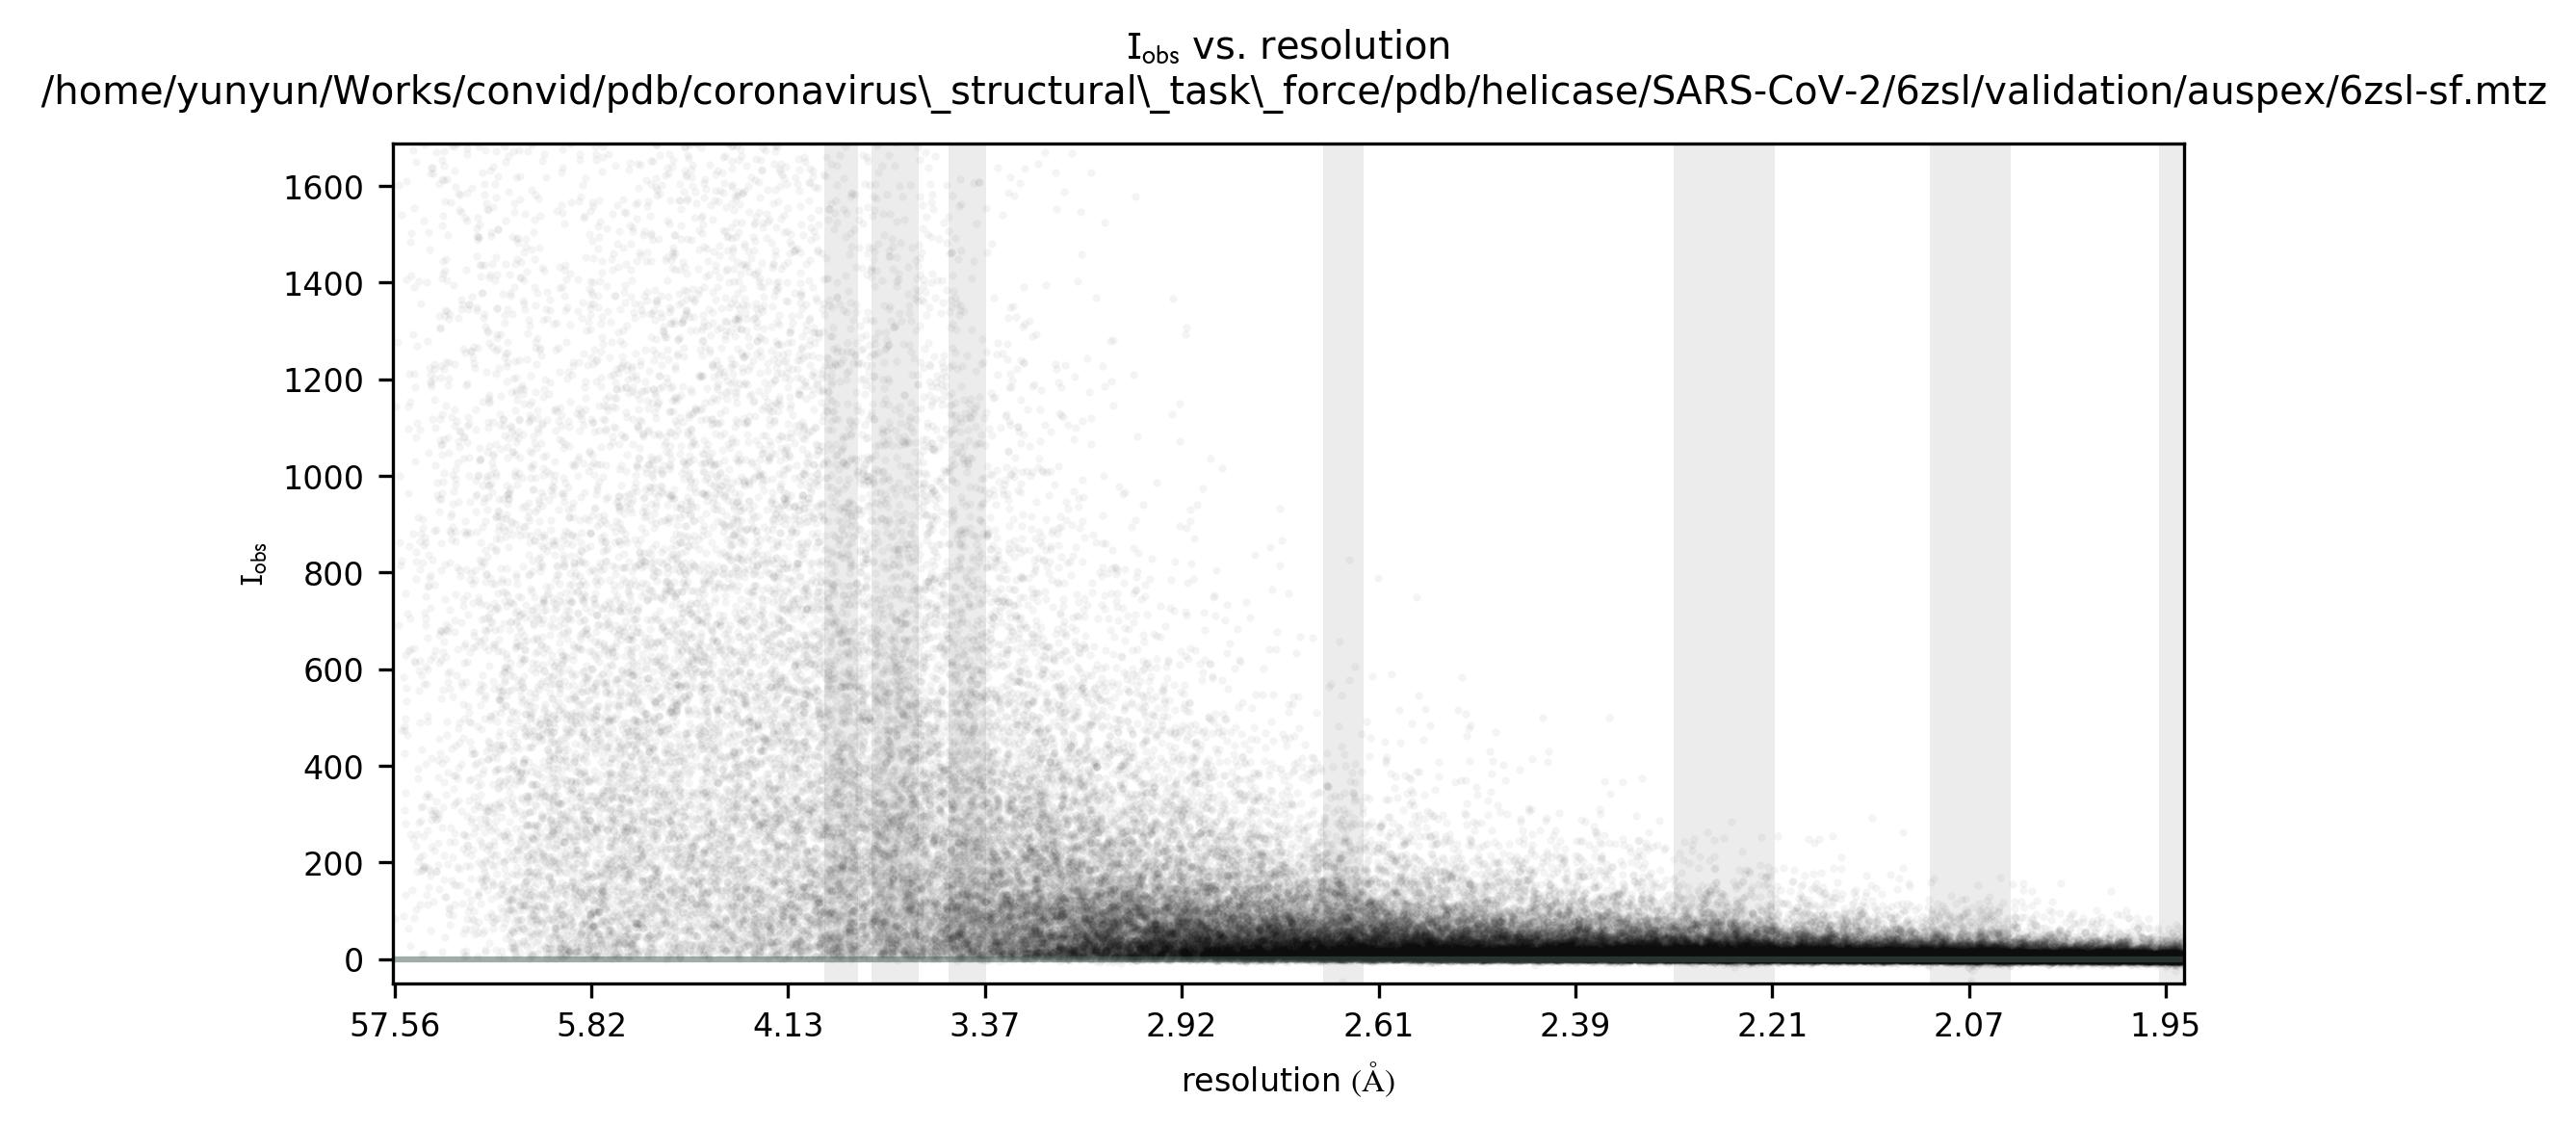 I_obs vs. resolution
/home/yunyun/Works/convid/pdb/coronavirus\_structural\_task\_force/pdb/helicase/SARS-CoV-2/6zsl/validation/auspex/6zsl-sf.mtz
1600
1400
1200
1000
800
600
400
200
0
I_obs
57.56 5.82 4.13 3.37 2.92 2.61 2.39 2.21 2.07 1.95
resolution (Å)